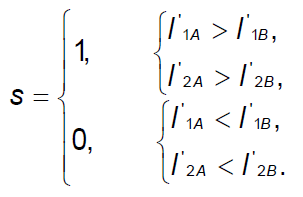 I'1A > I'1B,
1,
I'2A > I'2B,
s =
I'1A < I'1B,
0,
I'2A < I'2B.